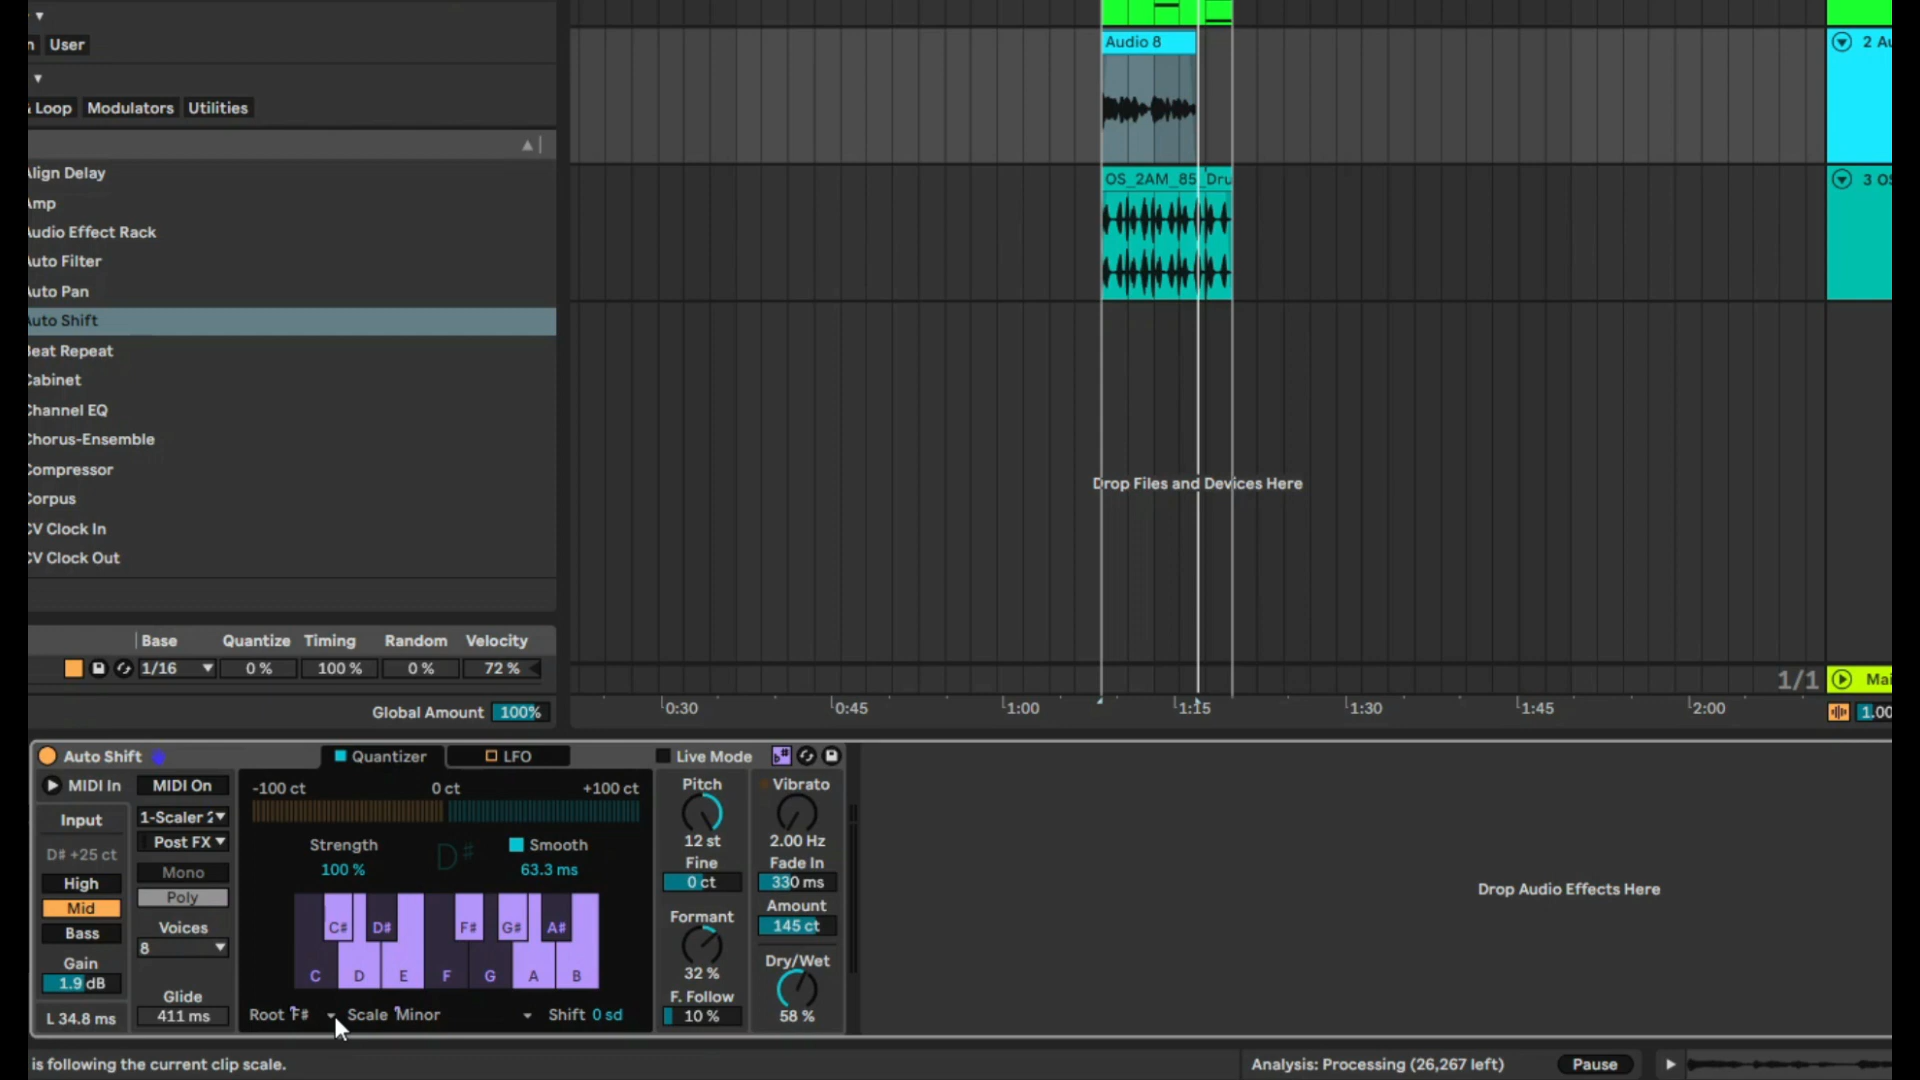 User
& Loop Modulators Utilities
Align Delay
Amp
Audio Effect Rack
Auto Filter
Auto Pan
Auto Shift
Beat Repeat
Cabinet
Channel EQ
Chorus-Ensemble
Compressor
Corpus
CV Clock In
CV Clock Out
Base Quantize Timing Random Velocity
1/16 0 % 100 % 0 % 72 %
Global Amount 100%
Audio 8
OS_2AM_85_Dru
Drop Files and Devices Here
2 Au
3 OS
1/1
Mai
0:30 0:45 1:00 1:15 1:30 1:45 2:00
1.00
Auto Shift
MIDI In
MIDI On
Input
1-Scaler 2
Post FX
D# +25 ct
High
Mid
Bass
Mono
Poly
Voices
8
Gain
1.9 dB
Glide
L 34.8 ms
411 ms
Quantizer LFO
-100 ct 0 ct +100 ct
Strength
100 %
D#
Smooth
63.3 ms
C# D# F# G# A#
C D E F G A B
Root F# Scale Minor Shift 0 sd
Live Mode
Pitch
12 st
Fine
0 ct
Formant
32 %
F. Follow
10 %
Vibrato
2.00 Hz
Fade In
330 ms
Amount
145 ct
Dry/Wet
58 %
Drop Audio Effects Here
is following the current clip scale.
Analysis: Processing (26,267 left) Pause